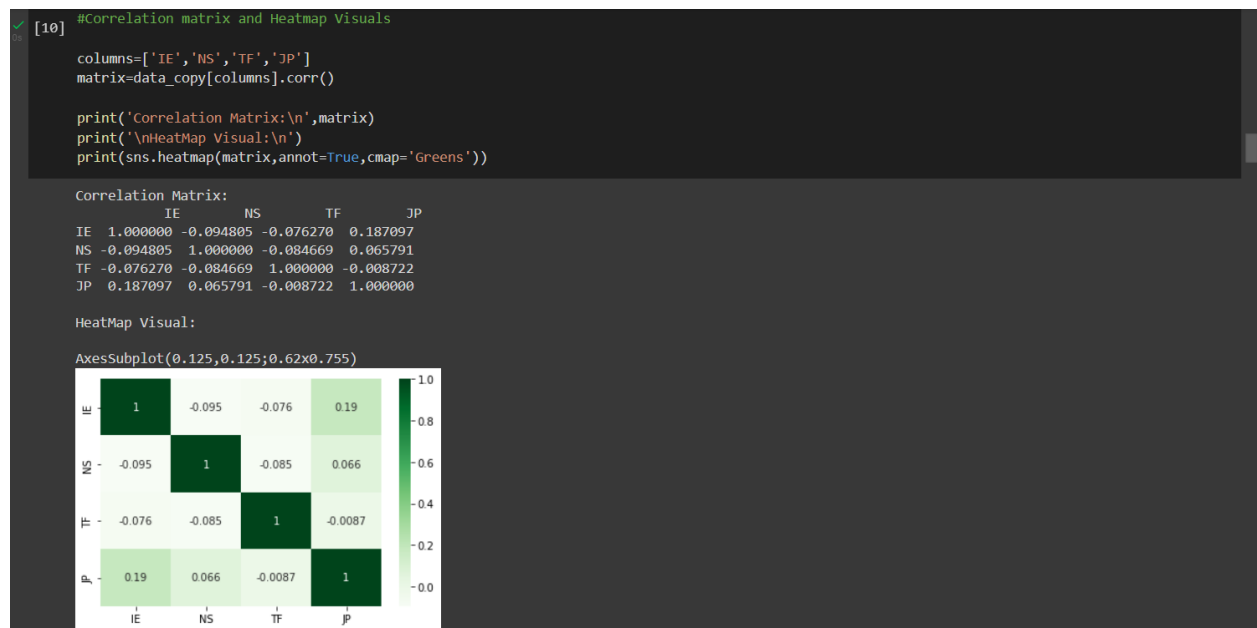 #Correlation matrix and Heatmap Visuals
[10]
0s
columns=['IE','NS','TF','JP']
matrix=data_copy[columns].corr()
print('Correlation Matrix:\n',matrix)
print('\nHeatMap Visual:\n')
print(sns.heatmap(matrix,annot=True,cmap='Greens'))
Correlation Matrix:
IE NS TF JP
IE 1.000000 -0.094805 -0.076270 0.187097
NS -0.094805 1.000000 -0.084669 0.065791
TF -0.076270 -0.084669 1.000000 -0.008722
JP 0.187097 0.065791 -0.008722 1.000000
HeatMap Visual:
AxesSubplot(0.125,0.125;0.62x0.755)
1.0
IE 1 -0.095 -0.076 0.19
0.8
NS -0.095 1 -0.085 0.066
0.6
0.4
TF -0.076 -0.085 1 -0.0087
0.2
JP 0.19 0.066 -0.0087 1
0.0
IE NS TF JP